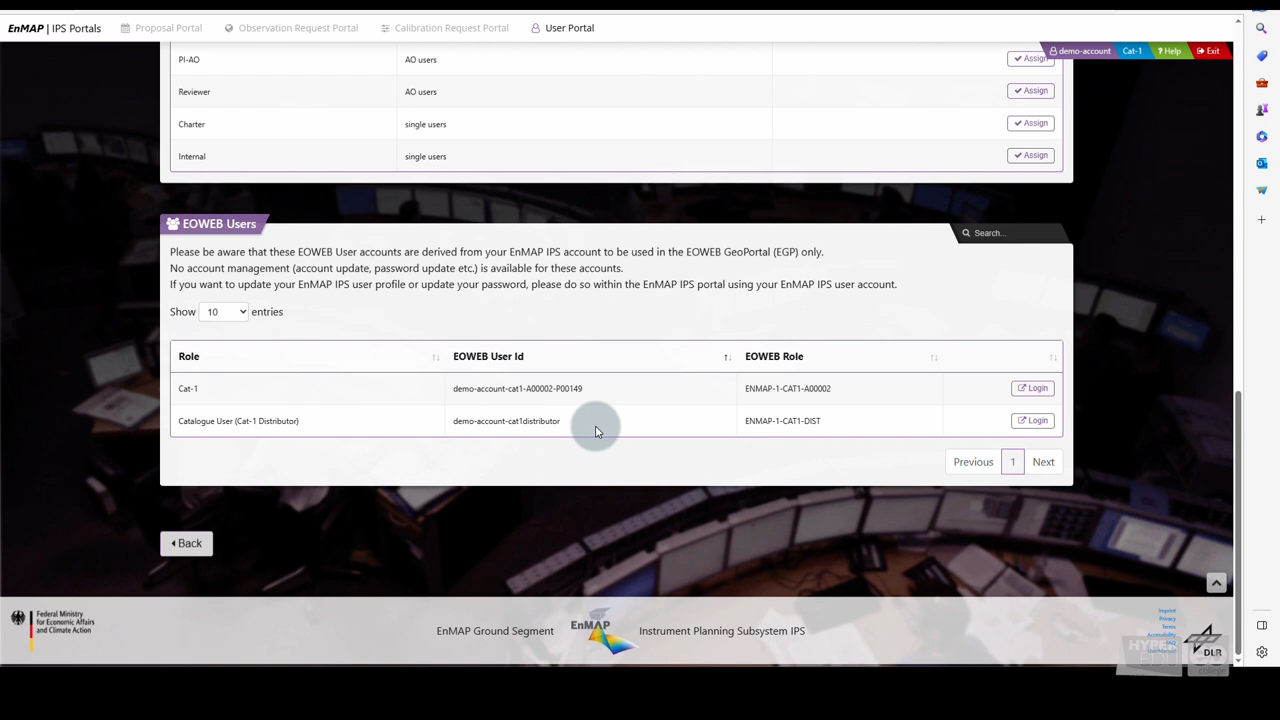 EnMAP | IPS Portals
Proposal Portal
Observation Request Portal
Calibration Request Portal
User Portal
demo-account
Cat-1
? Help
Exit
PI-AO
AO users
Assign
Reviewer
AO users
Assign
Charter
single users
Assign
Internal
single users
Assign
EOWEB Users
Search...
Please be aware that these EOWEB User accounts are derived from your EnMAP IPS account to be used in the EOWEB GeoPortal (EGP) only.
No account management (account update, password update etc.) is available for these accounts.
If you want to update your EnMAP IPS user profile or update your password, please do so within the EnMAP IPS portal using your EnMAP IPS user account.
Show 10 entries
Role
EOWEB User Id
EOWEB Role
Cat-1
demo-account-cat1-A00002-P00149
ENMAP-1-CAT1-A00002
Login
Catalogue User (Cat-1 Distributor)
demo-account-cat1distributor
ENMAP-1-CAT1-DIST
Login
Previous
1
Next
Back
Federal Ministry
for Economic Affairs
and Climate Action
EnMAP Ground Segment
EnMAP
Instrument Planning Subsystem IPS
Imprint
Privacy
Terms
Accessibility
HYPER
EDU
DLR